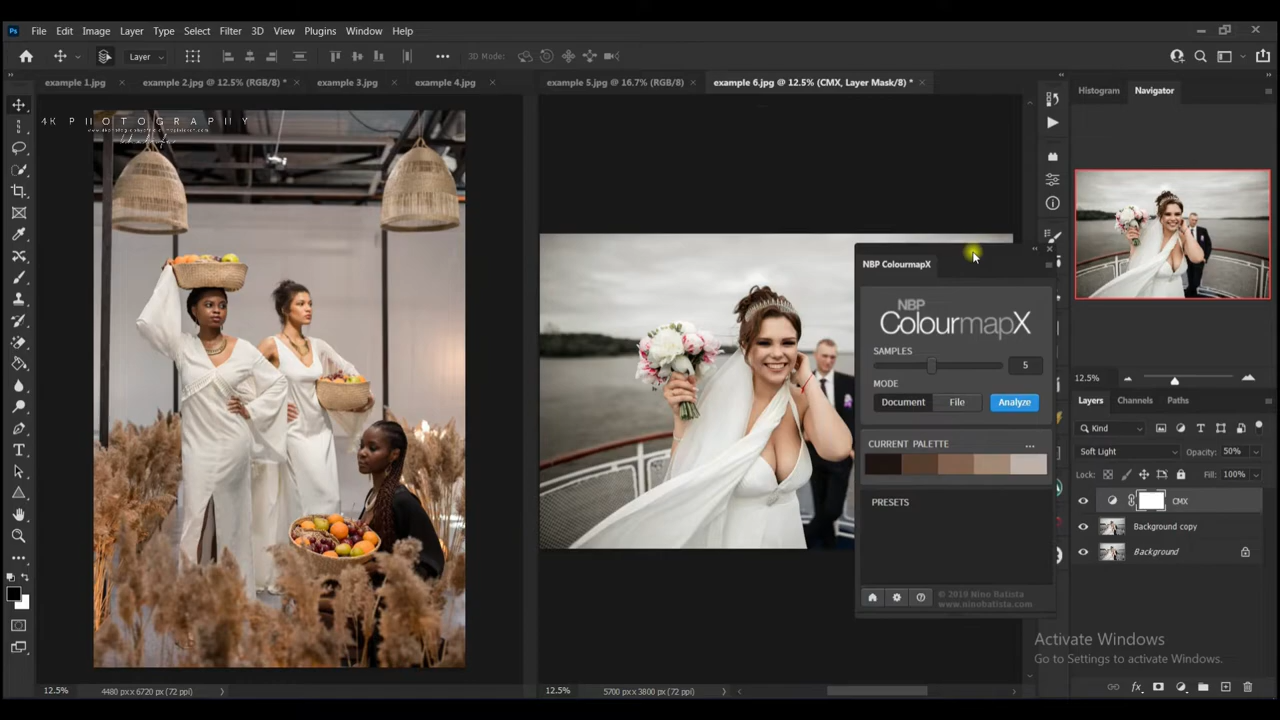 Ps File Edit Image Layer Type Select Filter 3D View Plugins Window Help
Layer 3D Mode:
example 1.jpg example 2.jpg @ 12.5% (RGB/8) * example 3.jpg example 4.jpg example 5.jpg @ 16.7% (RGB/8) example 6.jpg @ 12.5% (CMX, Layer Mask/8) *
Histogram Navigator
4K PHOTOGRAPHY
NBP ColourmapX
NBP
ColourmapX
SAMPLES
5
MODE
Document File Analyze
CURRENT PALETTE ...
PRESETS
© 2019 Nino Batista
www.ninobatista.com
12.5%
Layers Channels Paths
Kind
Soft Light Opacity: 50%
Lock: Fill: 100%
CMX
Background copy
Background
Activate Windows
Go to Settings to activate Windows.
12.5% 4480 px x 6720 px (72 ppi)
12.5% 5700 px x 3800 px (72 ppi)
fx